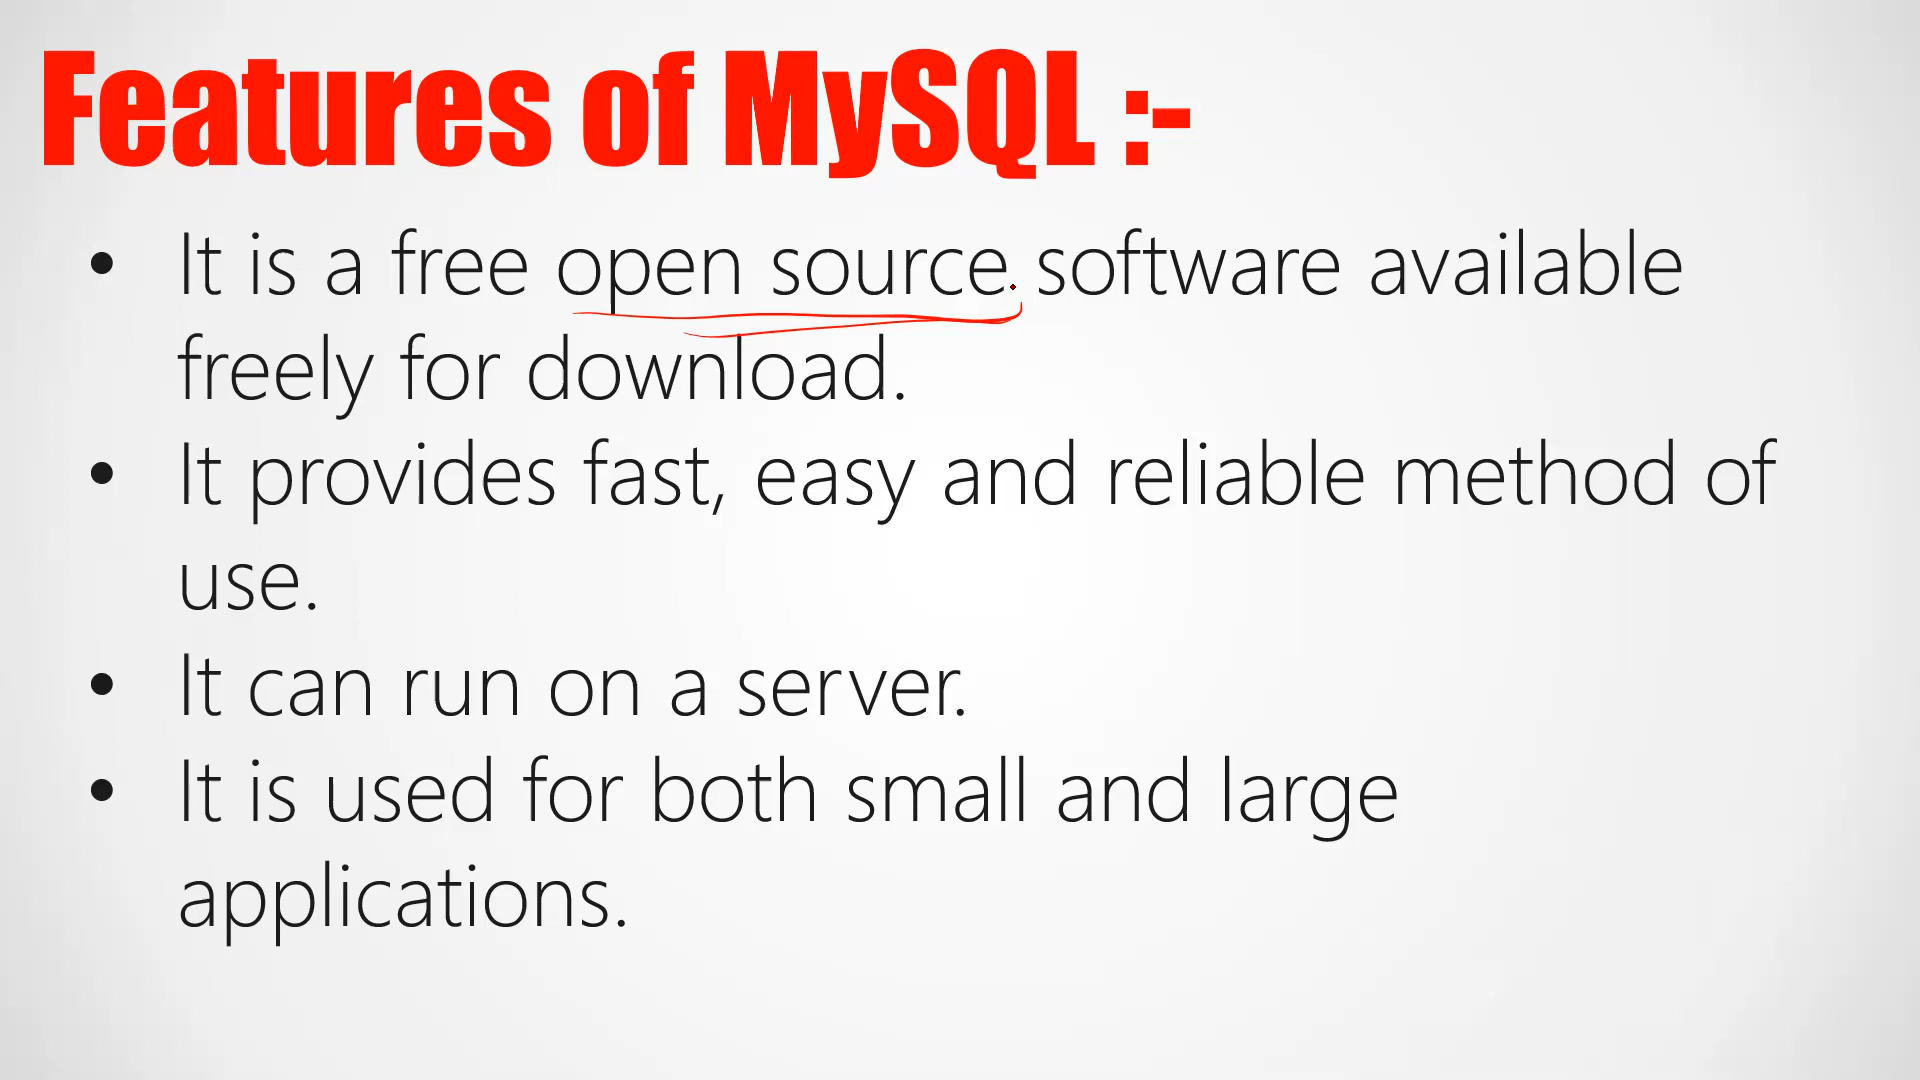 Features of MySQL :-
• It is a free open source software available
freely for download.
• It provides fast, easy and reliable method of
use.
• It can run on a server.
• It is used for both small and large
applications.